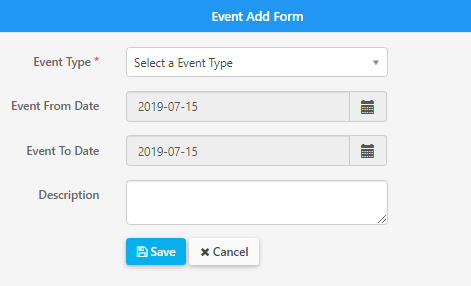 Event Add Form
Event Type * Select a Event Type
Event From Date 2019-07-15
Event To Date 2019-07-15
Description
Save Cancel